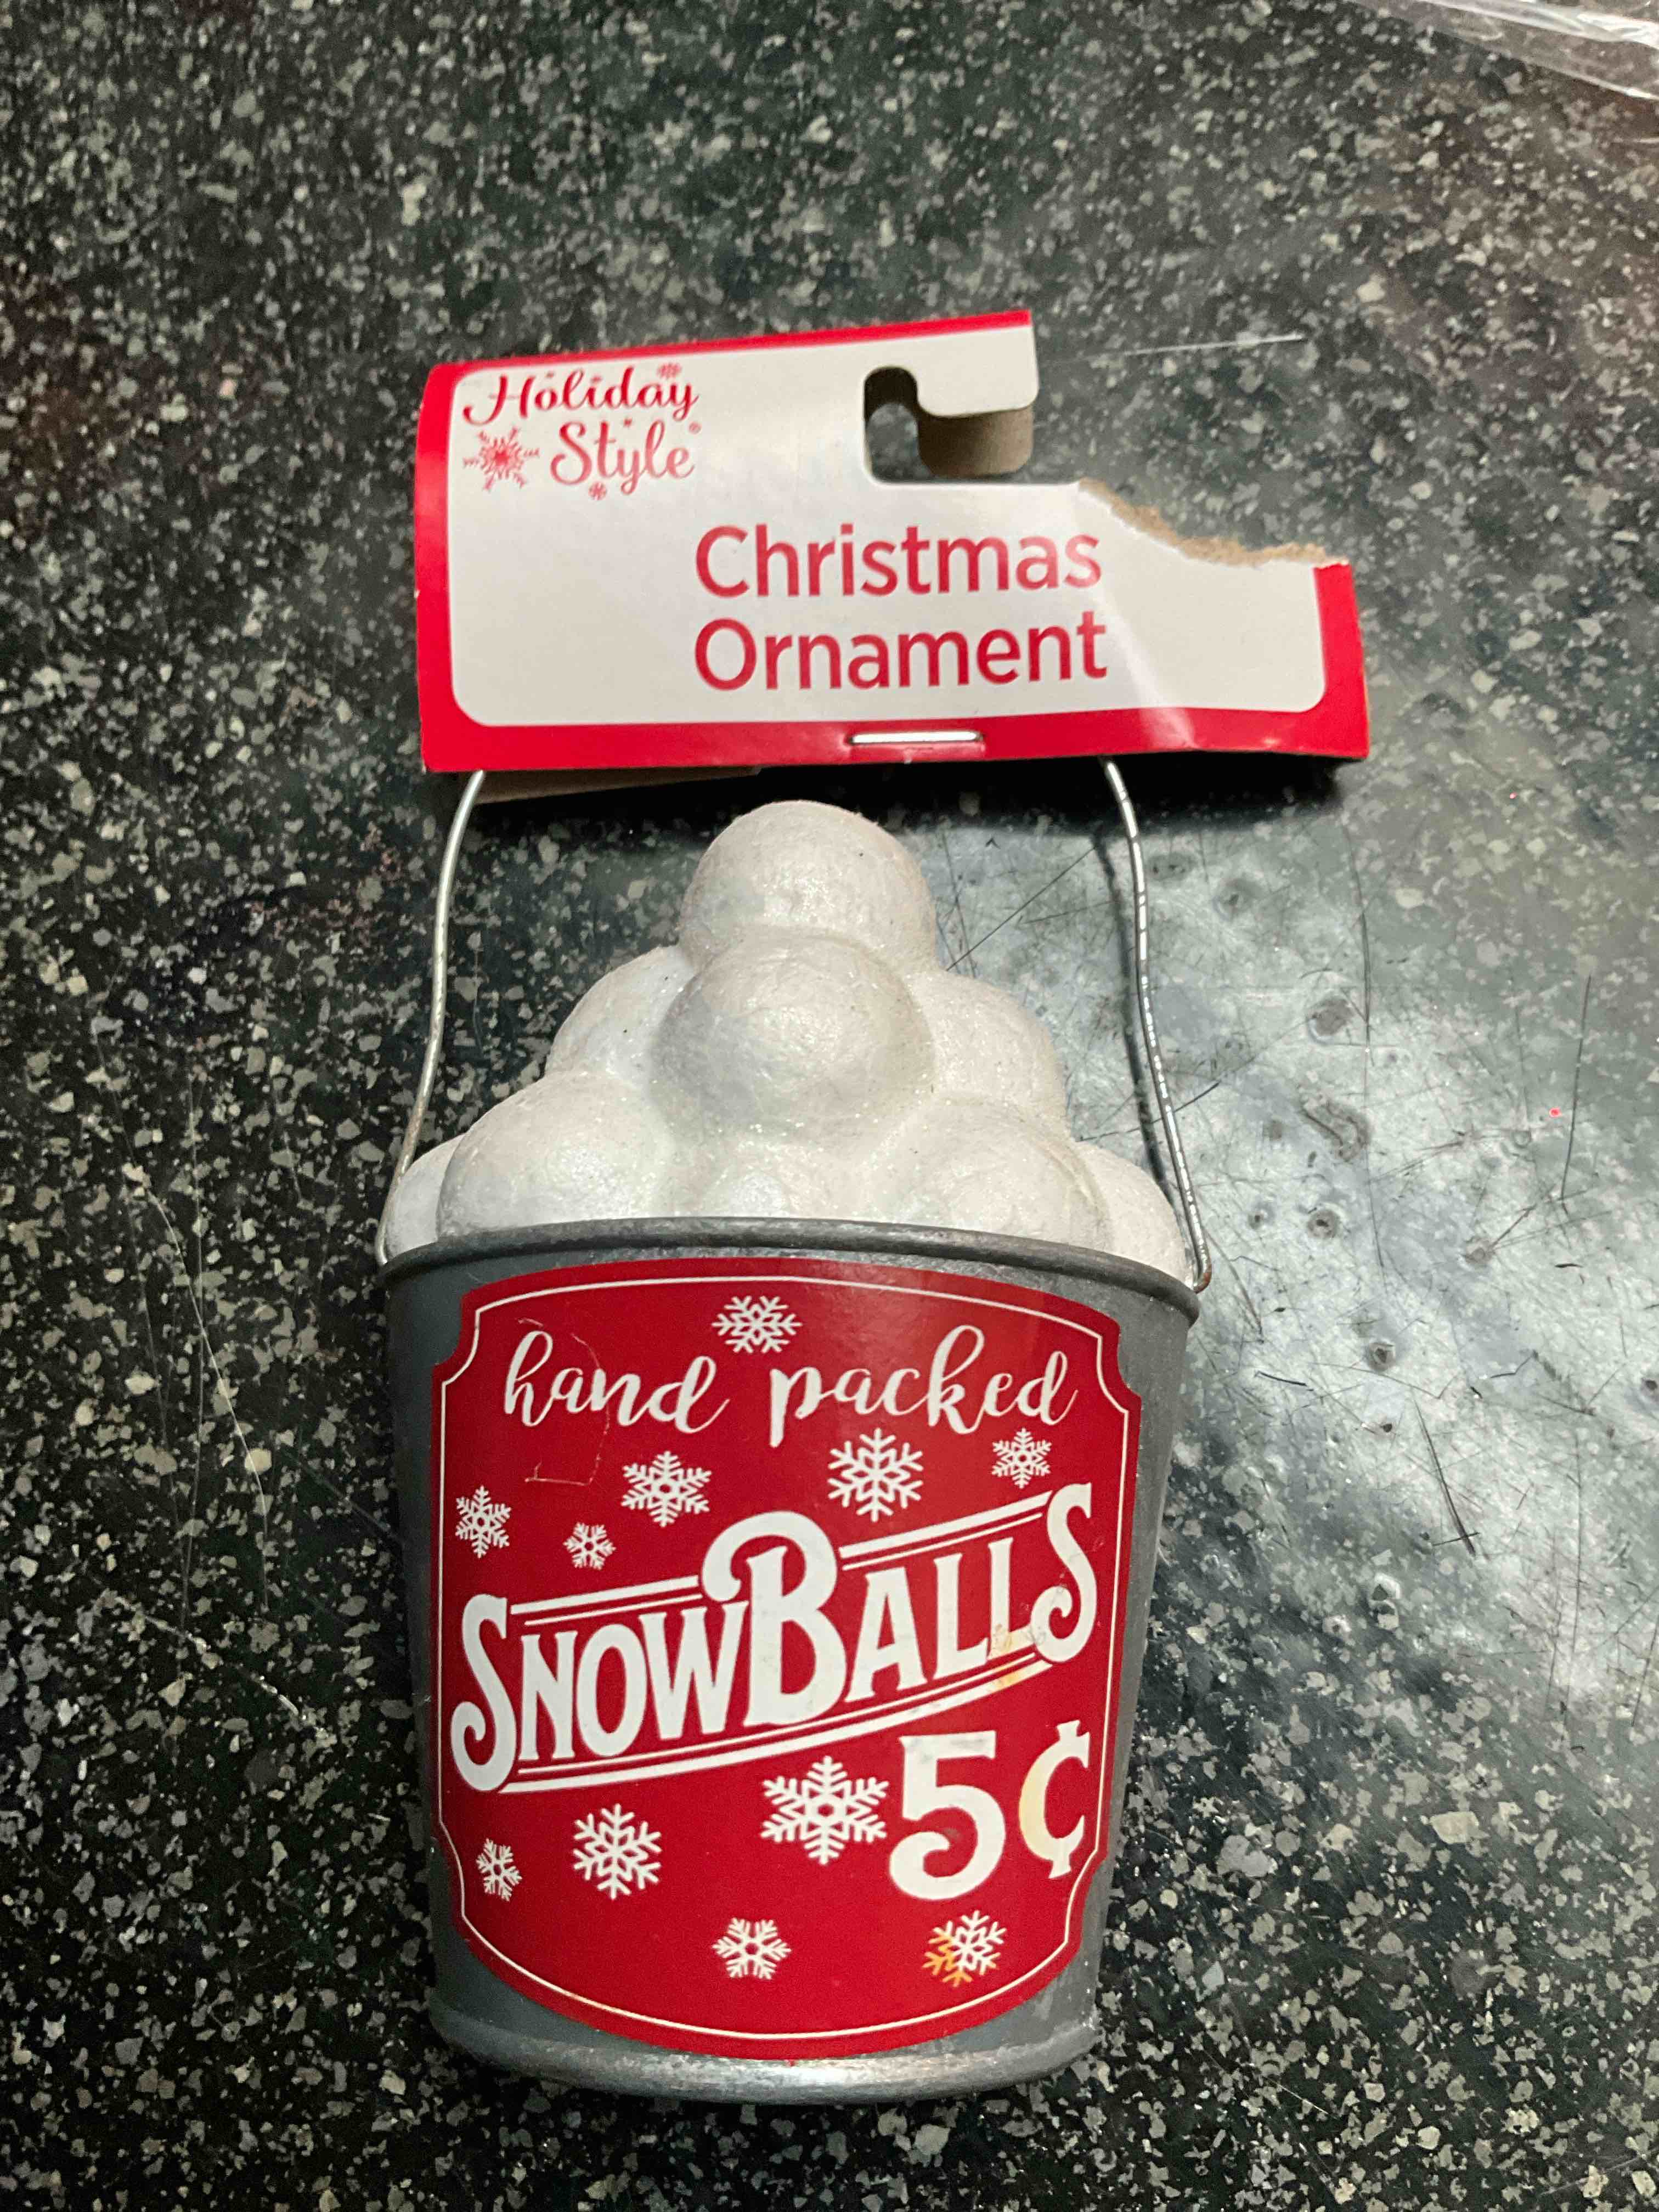 Holiday
Style®
Christmas
Ornament
hand packed
SNOWBALLS
5¢